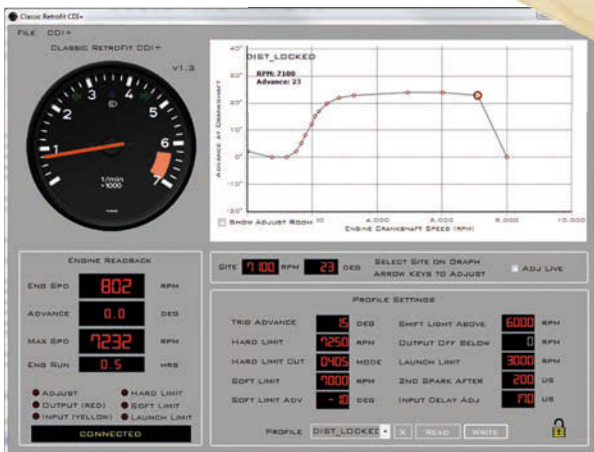 Classic Retrofit CDI+
FILE CDI+
CLASSIC RETROFIT CDI+
V1.3
1 2 3 4 5 6 7
1/min
×1000
DIST_LOCKED
RPM: 7100
Advance: 23
40°
30°
20°
10°
0°
-10°
-20°
ADVANCE AT CRANKSHAFT
SHOW ADJUST ROOM
4,000 6,000 8,000 10,000
ENGINE CRANKSHAFT SPEED (RPM)
SITE 7100 RPM 23 DEG SELECT SITE ON GRAPH
ARROW KEYS TO ADJUST
ADJ LIVE
ENGINE READBACK
ENG SPD 802 RPM
ADVANCE 0.0 DEG
MAX SPD 7232 RPM
ENG RUN 0.5 HRS
ADJUST HARD LIMIT
OUTPUT (RED) SOFT LIMIT
INPUT (YELLOW) LAUNCH LIMIT
CONNECTED
PROFILE SETTINGS
TRIG ADVANCE 15 DEG SHIFT LIGHT ABOVE 6000 RPM
HARD LIMIT 7250 RPM OUTPUT OFF BELOW 0 RPM
HARD LIMIT CUT 0405 MODE LAUNCH LIMIT 3000 RPM
SOFT LIMIT 7000 RPM 2ND SPARK AFTER 200 US
SOFT LIMIT ADV -10 DEG INPUT DELAY ADJ 170 US
PROFILE DIST_LOCKED X READ WRITE